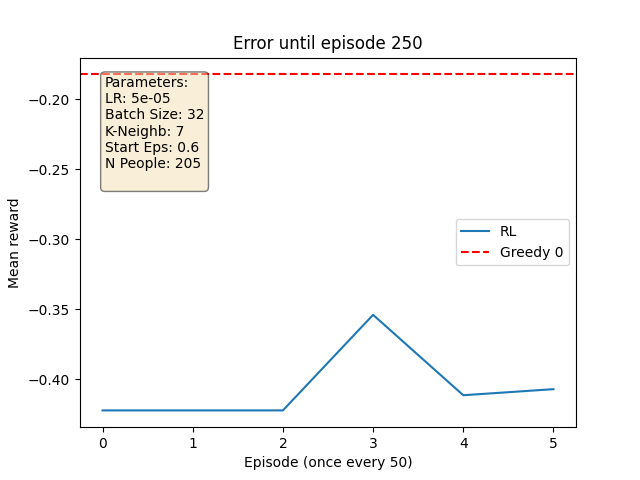 Error until episode 250
Parameters:
LR: 5e-05
Batch Size: 32
K-Neighb: 7
Start Eps: 0.6
N People: 205
RL
Greedy 0
Mean reward
−0.20
−0.25
−0.30
−0.35
−0.40
0 1 2 3 4 5
Episode (once every 50)